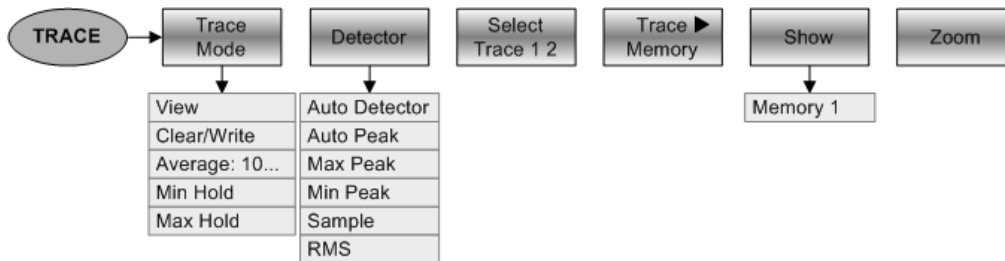 TRACE
Trace
Mode
Detector
Select
Trace 1 2
Trace ▶
Memory
Show
Zoom
View
Clear/Write
Average: 10...
Min Hold
Max Hold
Auto Detector
Auto Peak
Max Peak
Min Peak
Sample
RMS
Memory 1